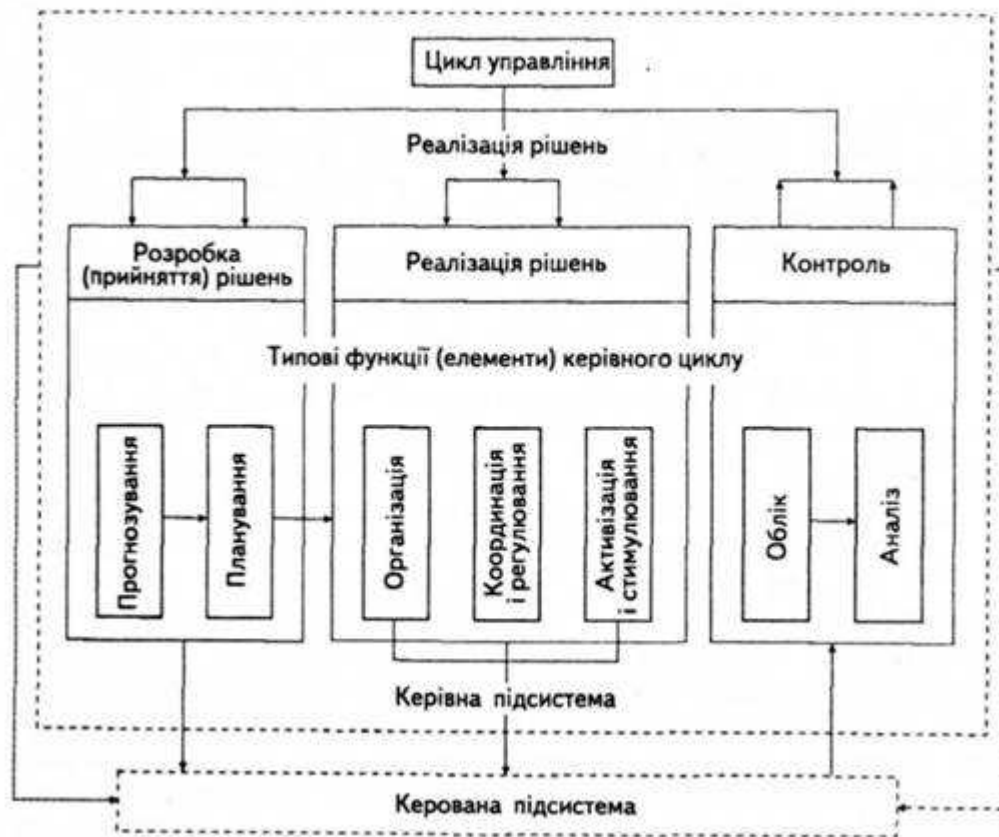 Цикл управління
Реалізація рішень
Розробка
(прийняття) рішень
Реалізація рішень
Контроль
Типові функції (елементи) керівного циклу
Прогнозування
Планування
Організація
Координація
і регулювання
Активізація
і стимулювання
Облік
Аналіз
Керівна підсистема
Керована підсистема